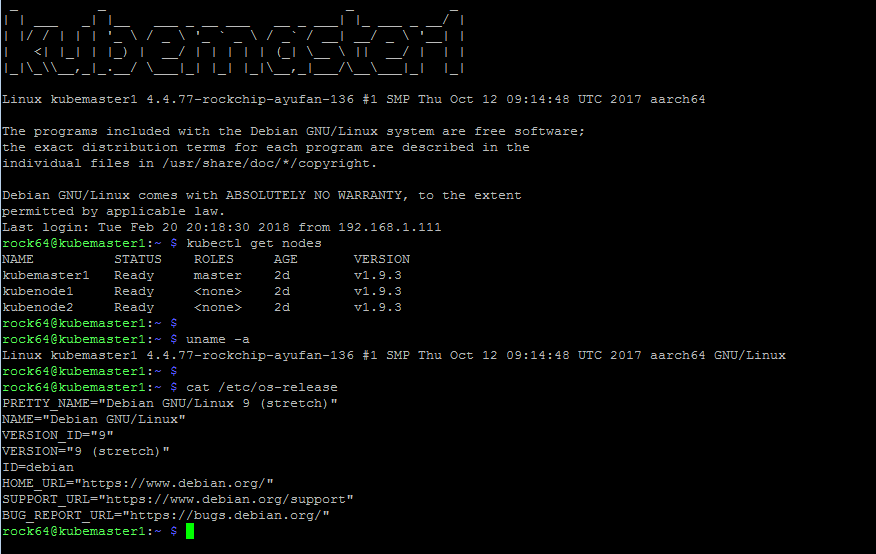 kubemaster1
Linux kubemaster1 4.4.77-rockchip-ayufan-136 #1 SMP Thu Oct 12 09:14:48 UTC 2017 aarch64
The programs included with the Debian GNU/Linux system are free software;
the exact distribution terms for each program are described in the
individual files in /usr/share/doc/*/copyright.
Debian GNU/Linux comes with ABSOLUTELY NO WARRANTY, to the extent
permitted by applicable law.
Last login: Tue Feb 20 20:18:30 2018 from 192.168.1.111
rock64@kubemaster1:~ $ kubectl get nodes
NAME STATUS ROLES AGE VERSION
kubemaster1 Ready master 2d v1.9.3
kubenode1 Ready <none> 2d v1.9.3
kubenode2 Ready <none> 2d v1.9.3
rock64@kubemaster1:~ $
rock64@kubemaster1:~ $ uname -a
Linux kubemaster1 4.4.77-rockchip-ayufan-136 #1 SMP Thu Oct 12 09:14:48 UTC 2017 aarch64 GNU/Linux
rock64@kubemaster1:~ $
rock64@kubemaster1:~ $ cat /etc/os-release
PRETTY_NAME="Debian GNU/Linux 9 (stretch)"
NAME="Debian GNU/Linux"
VERSION_ID="9"
VERSION="9 (stretch)"
ID=debian
HOME_URL="https://www.debian.org/"
SUPPORT_URL="https://www.debian.org/support"
BUG_REPORT_URL="https://bugs.debian.org/"
rock64@kubemaster1:~ $